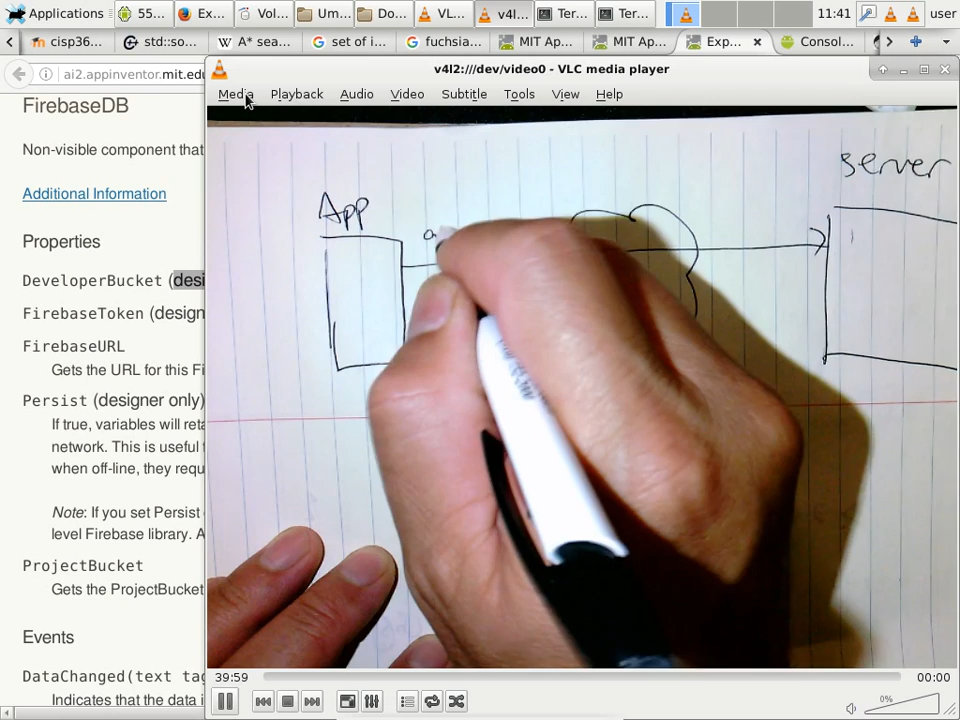 Applications
55...
Ex...
Vol...
Um...
Do...
VL...
v4l...
Ter...
Ter...
11:41
user
cisp36...
std::so...
A* sea...
set of i...
fuchsia...
MIT Ap...
MIT Ap...
Exp...
Consol...
ai2.appinventor.mit.edu
v4l2:///dev/video0 - VLC media player
Media Playback Audio Video Subtitle Tools View Help
FirebaseDB
Non-visible component that
Additional Information
Properties
DeveloperBucket (desi
FirebaseToken (design
FirebaseURL
Gets the URL for this Fi
Persist (designer only)
If true, variables will reta
network. This is useful f
when off-line, they requ
Note: If you set Persist
level Firebase library. A
ProjectBucket
Gets the ProjectBucket
Events
DataChanged(text tag
Indicates that the data i
App
server
39:59
00:00
0%